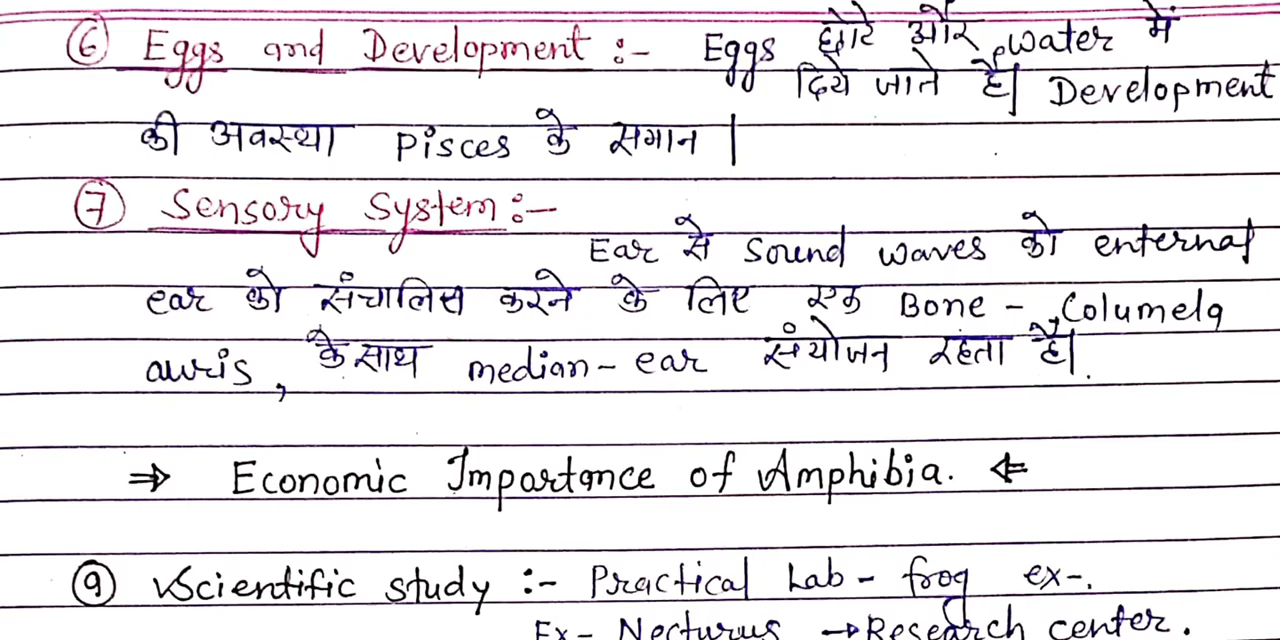 ⑥ Eggs and Development :- Eggs छोटे और water में
दिये जाते है। Development
की अवस्था Pisces के समान |
⑦ Sensory System :-
Ear से sound waves को enternal
ear को संचालित करने के लिए एक Bone - Columela
auris, के साथ median - ear संयोजन रहता है।
⇒ Economic Importance of Amphibia. ⇐
⑨ Scientific study :- Practical Lab - frog ex-.
Ex- Necturus → Research center.